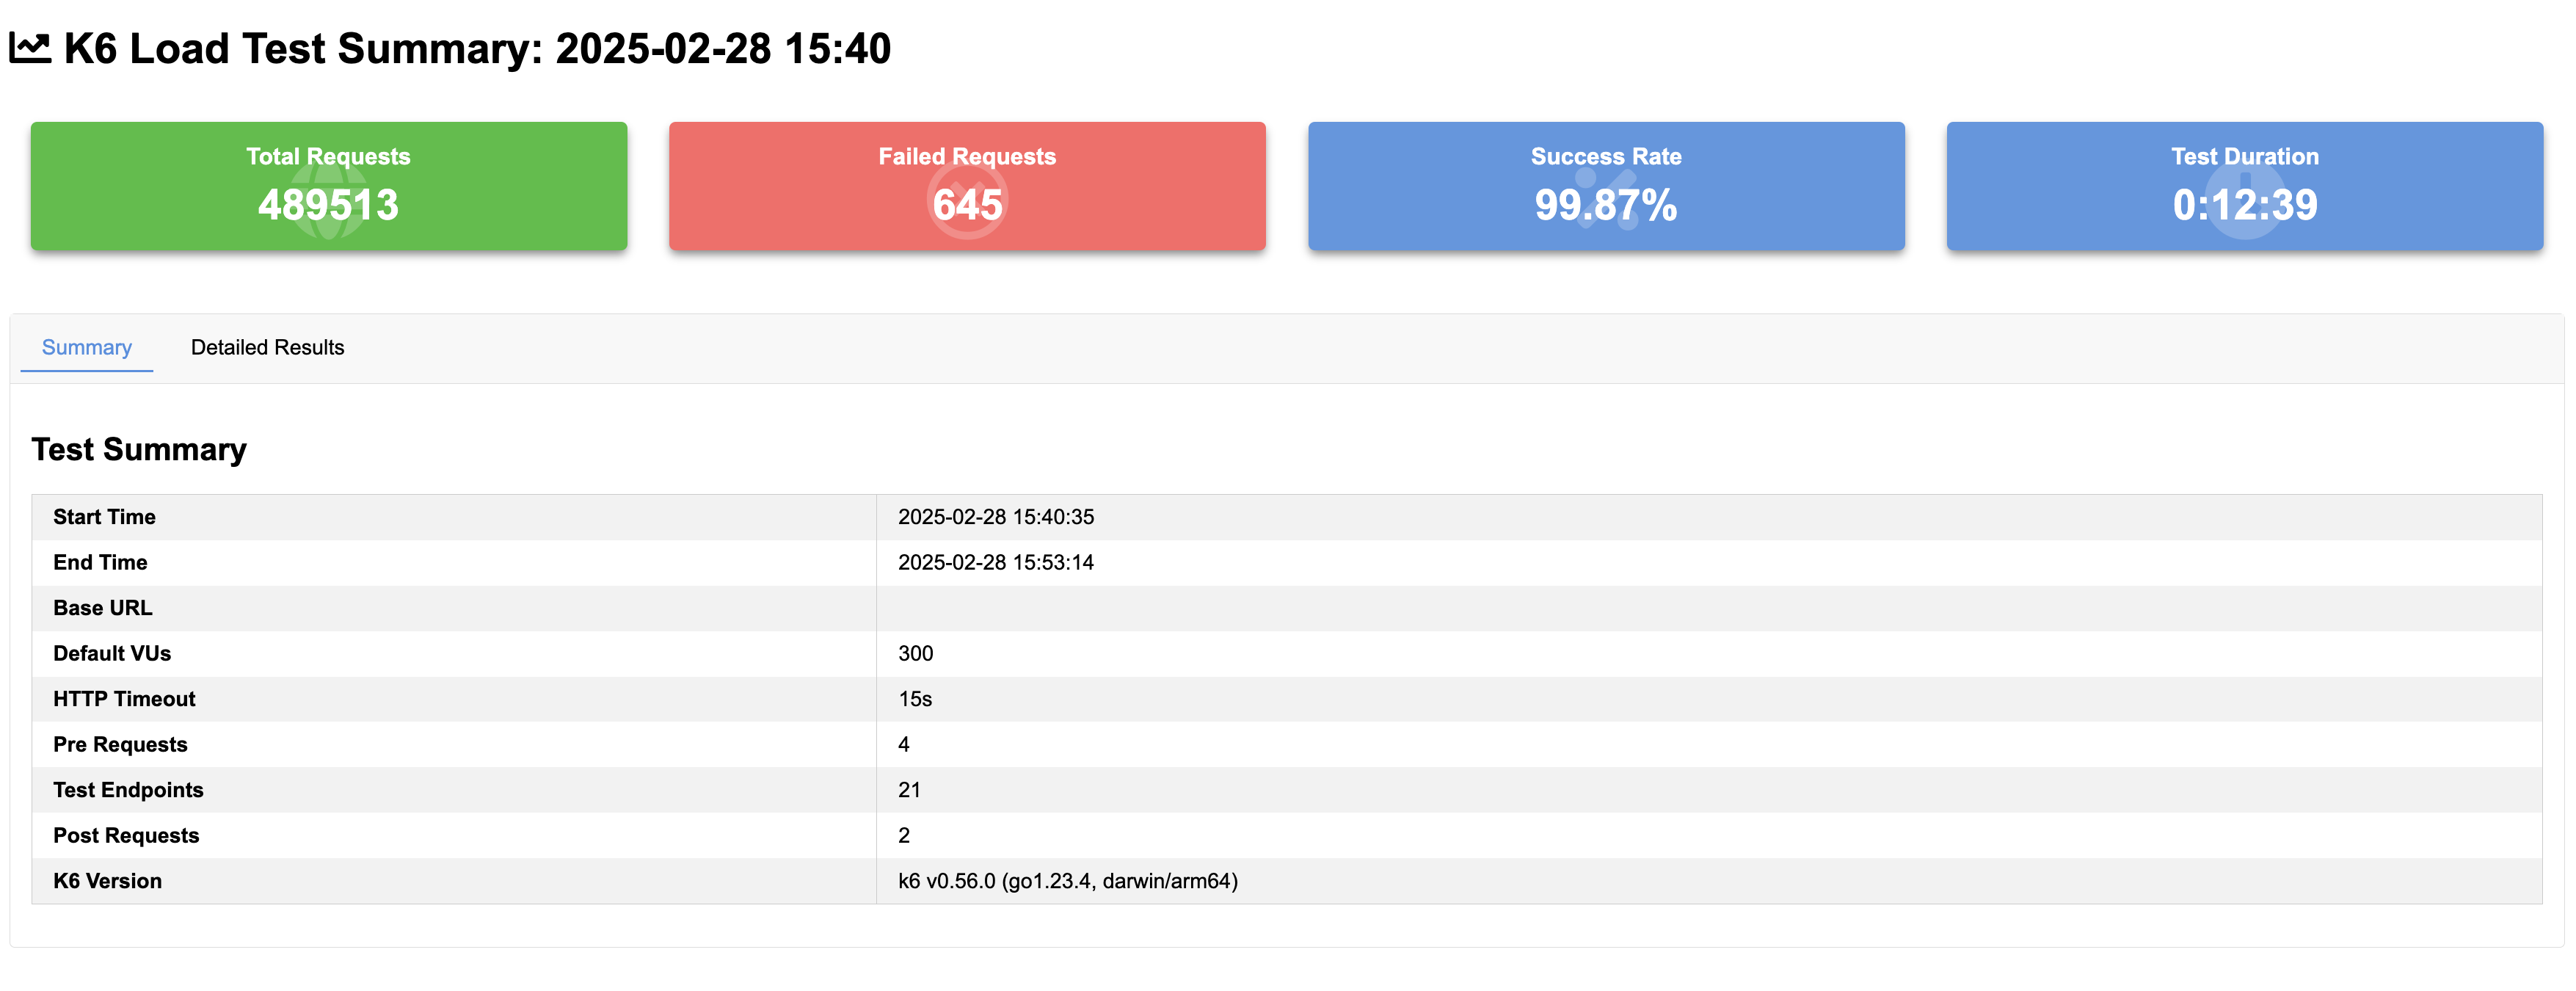 K6 Load Test Summary: 2025-02-28 15:40
Total Requests
489513
Failed Requests
645
Success Rate
99.87%
Test Duration
0:12:39
Summary
Detailed Results
Test Summary
Start Time 2025-02-28 15:40:35
End Time 2025-02-28 15:53:14
Base URL
Default VUs 300
HTTP Timeout 15s
Pre Requests 4
Test Endpoints 21
Post Requests 2
K6 Version k6 v0.56.0 (go1.23.4, darwin/arm64)